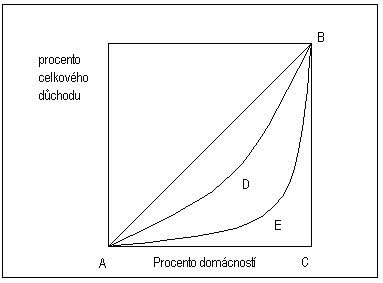 B
procento
celkového
důchodu
D
E
A
Procento domácností
C